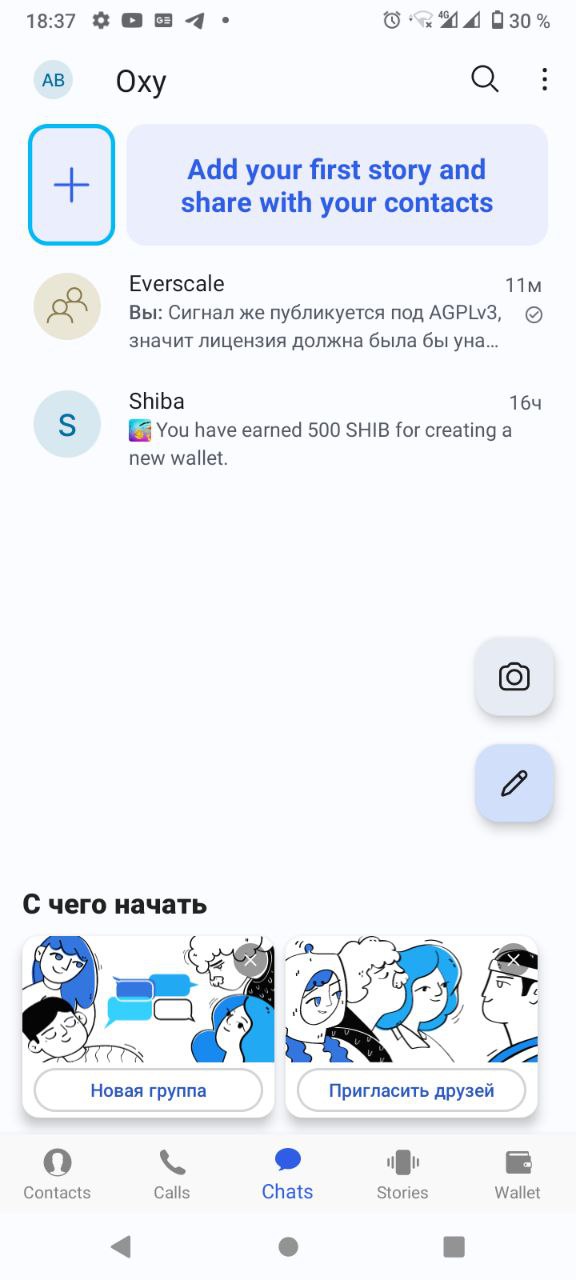 18:37
30 %
AB
Oxy
Add your first story and
share with your contacts
Everscale
11м
Вы: Сигнал же публикуется под AGPLv3,
значит лицензия должна была бы уна...
Shiba
16ч
S
You have earned 500 SHIB for creating a
new wallet.
С чего начать
Новая группа
Пригласить друзей
Contacts
Calls
Chats
Stories
Wallet